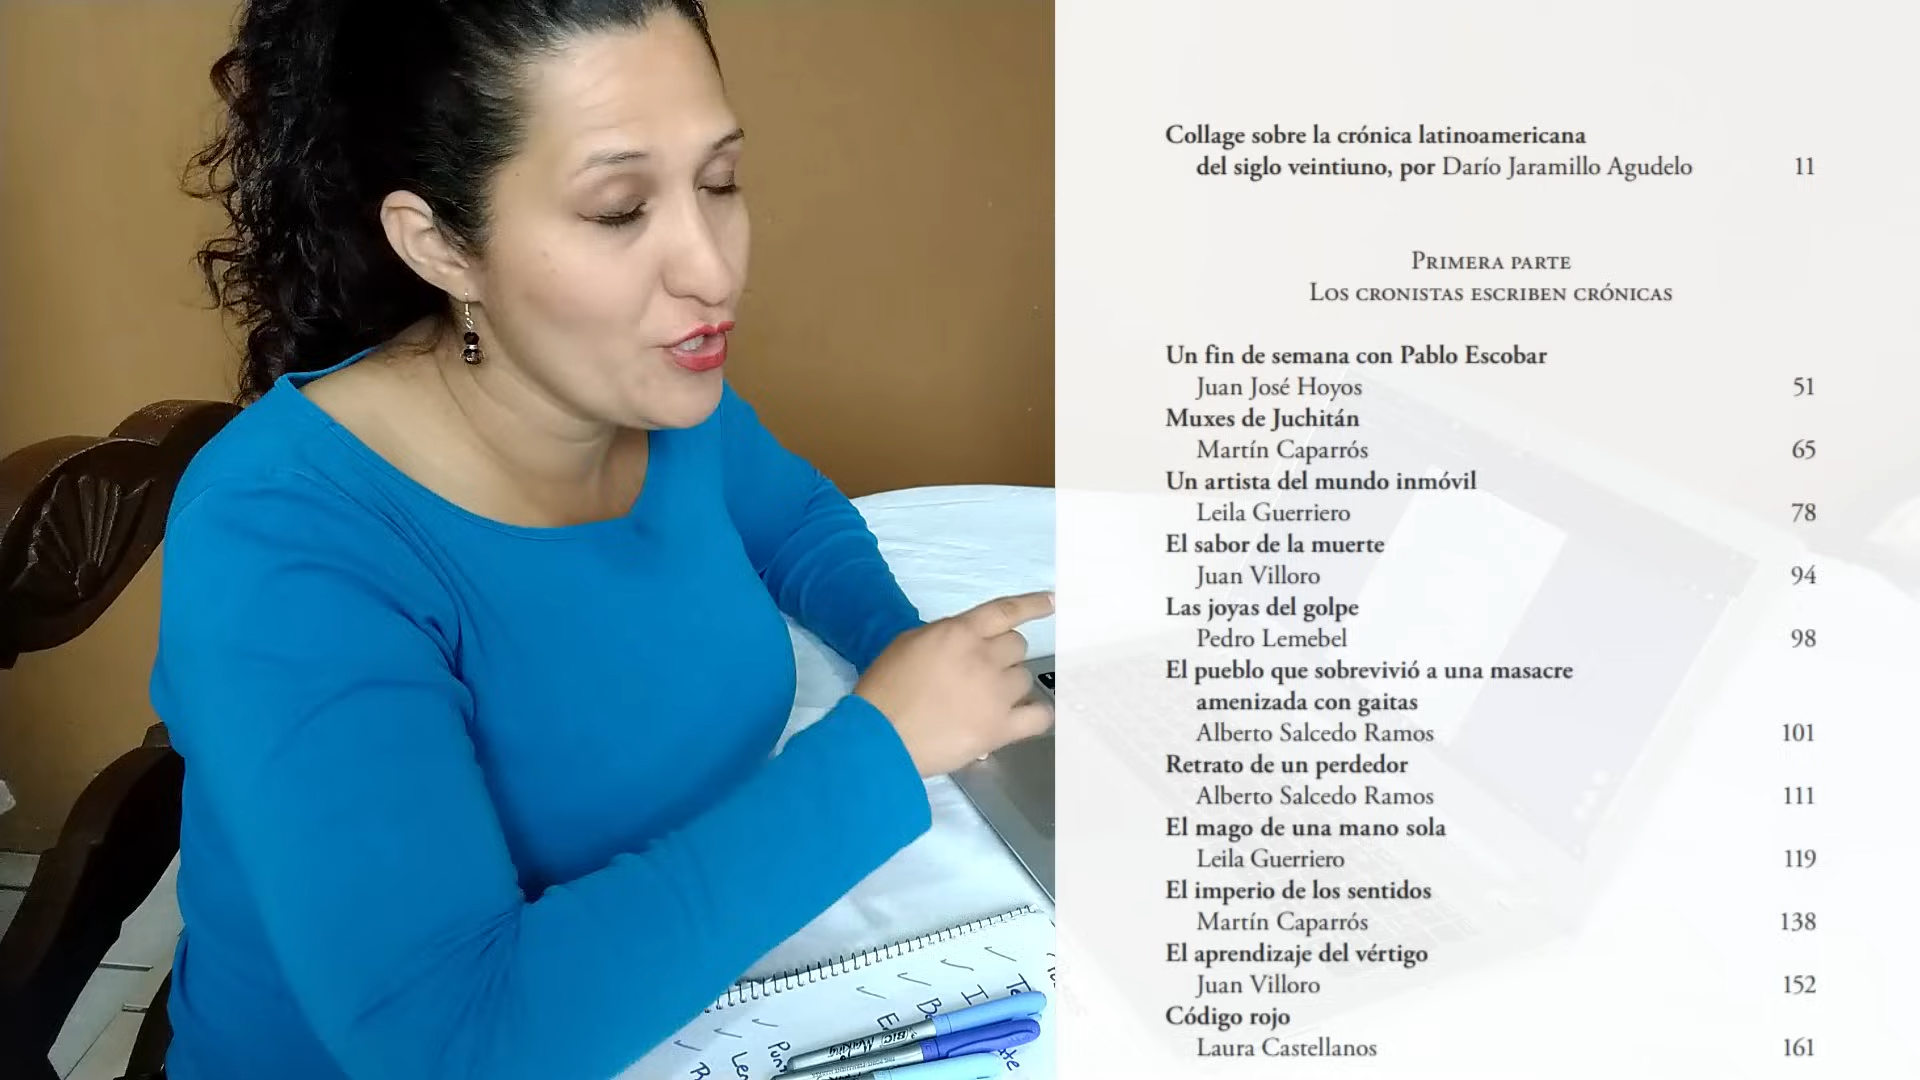 Collage sobre la crónica latinoamericana
del siglo veintiuno, por Darío Jaramillo Agudelo 11
Primera parte
Los cronistas escriben crónicas
Un fin de semana con Pablo Escobar
Juan José Hoyos 51
Muxes de Juchitán
Martín Caparrós 65
Un artista del mundo inmóvil
Leila Guerriero 78
El sabor de la muerte
Juan Villoro 94
Las joyas del golpe
Pedro Lemebel 98
El pueblo que sobrevivió a una masacre
amenizada con gaitas
Alberto Salcedo Ramos 101
Retrato de un perdedor
Alberto Salcedo Ramos 111
El mago de una mano sola
Leila Guerriero 119
El imperio de los sentidos
Martín Caparrós 138
El aprendizaje del vértigo
Juan Villoro 152
Código rojo
Laura Castellanos 161
BIC Marking